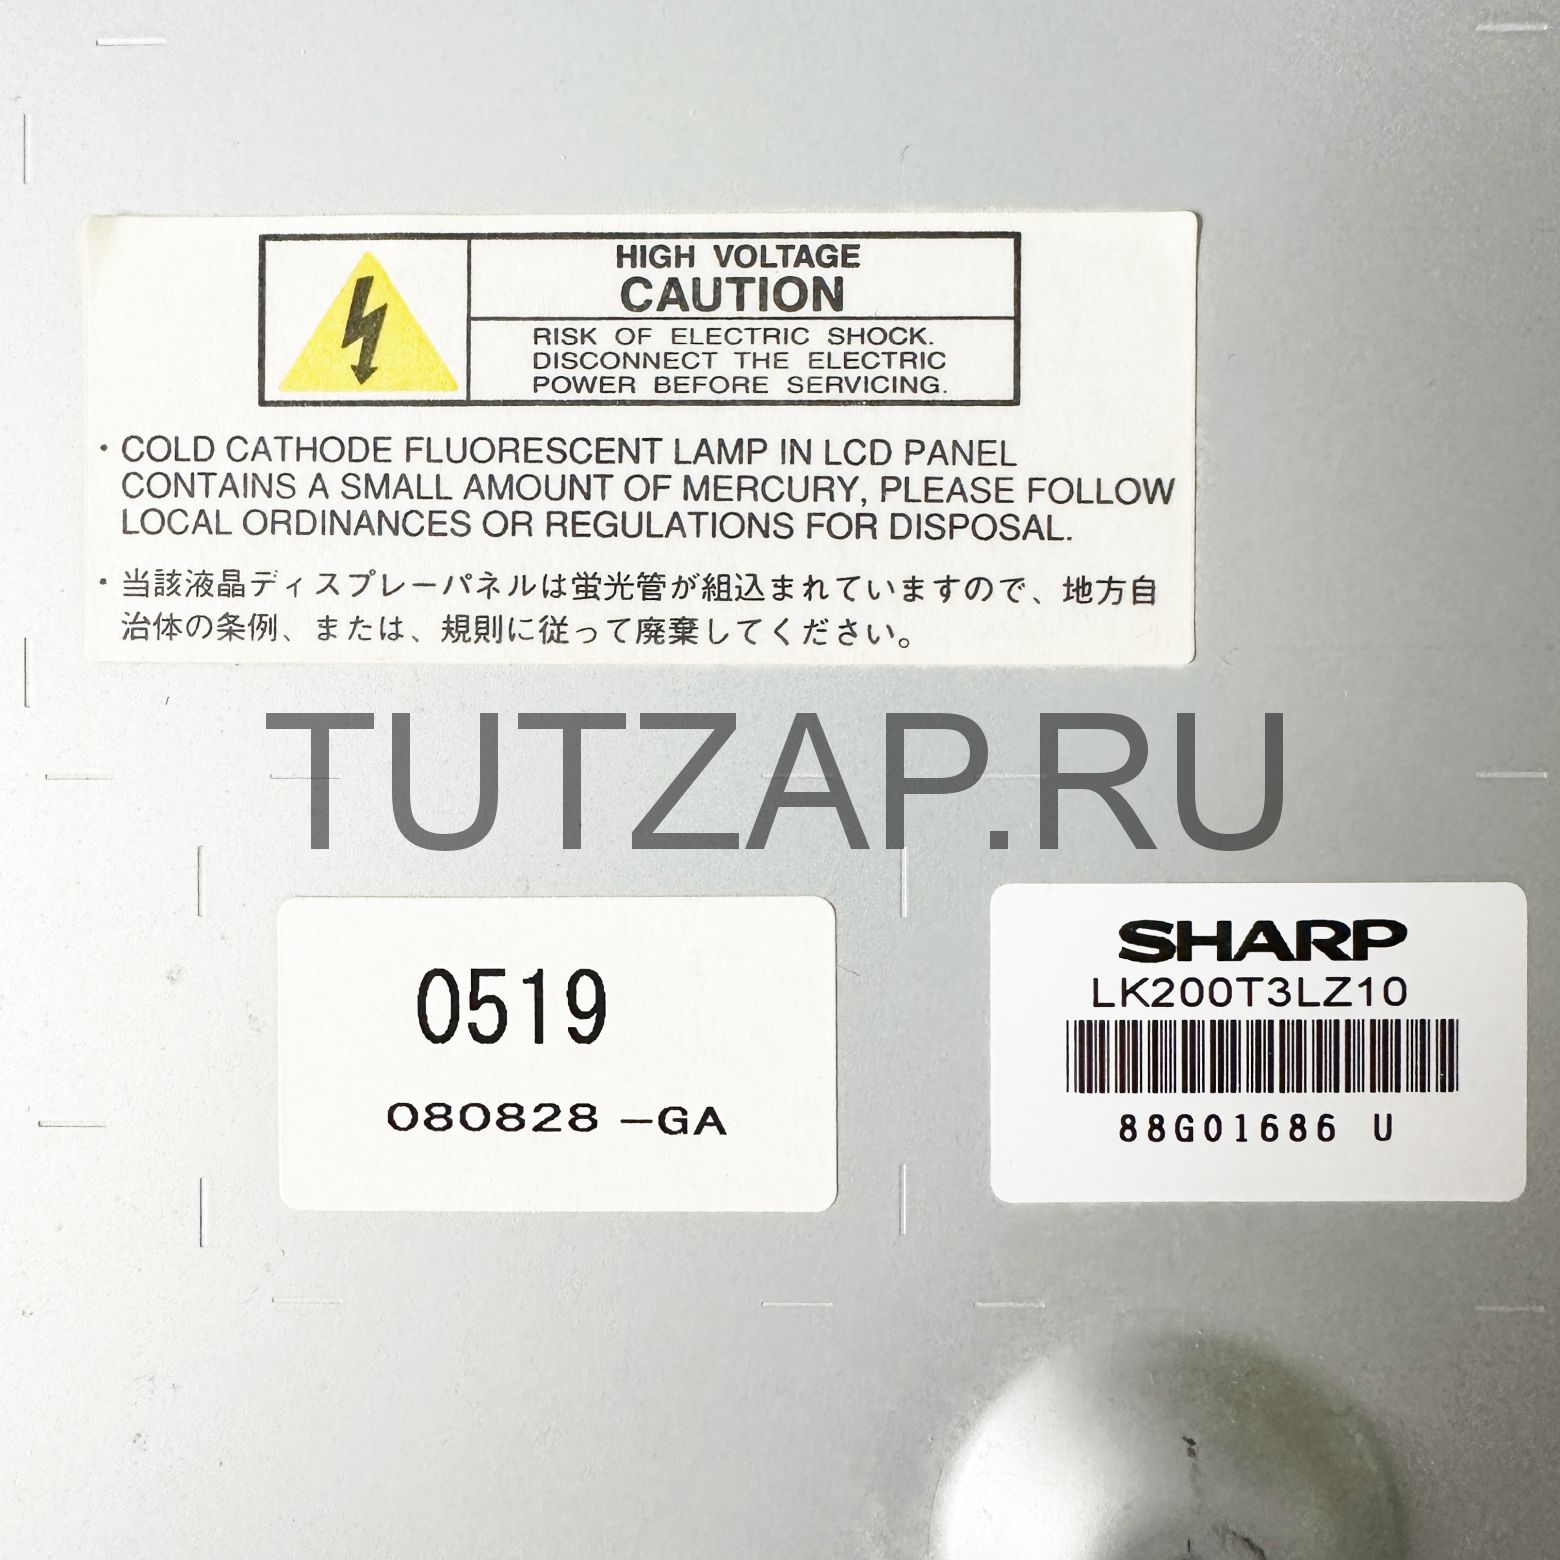 HIGH VOLTAGE
CAUTION
RISK OF ELECTRIC SHOCK.
DISCONNECT THE ELECTRIC
POWER BEFORE SERVICING.
・COLD CATHODE FLUORESCENT LAMP IN LCD PANEL
CONTAINS A SMALL AMOUNT OF MERCURY, PLEASE FOLLOW
LOCAL ORDINANCES OR REGULATIONS FOR DISPOSAL.
・当該液晶ディスプレーパネルは蛍光管が組込まれていますので、地方自
治体の条例、または、規則に従って廃棄してください。
TUTZAP.RU
0519
080828 -GA
SHARP
LK200T3LZ10
88G01686 U